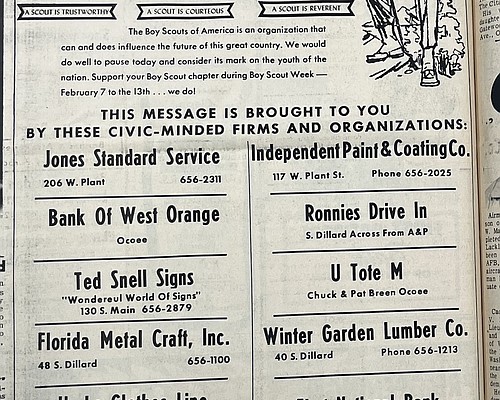 A SCOUT IS TRUSTWORTHY
A SCOUT IS COURTEOUS
A SCOUT IS REVERENT
The Boy Scouts of America is an organization that
can and does influence the future of this great country. We would
do well to pause today and consider its mark on the youth of the
nation. Support your Boy Scout chapter during Boy Scout Week —
February 7 to the 13th . . . we do!
THIS MESSAGE IS BROUGHT TO YOU
BY THESE CIVIC-MINDED FIRMS AND ORGANIZATIONS:
Jones Standard Service
206 W. Plant 656-2311
Bank Of West Orange
Ocoee
Ted Snell Signs
"Wondereul World Of Signs"
130 S. Main 656-2879
Florida Metal Craft, Inc.
48 S. Dillard 656-1100
Independent Paint & Coating Co.
117 W. Plant St. Phone 656-2025
Ronnies Drive In
S. Dillard Across From A&P
U Tote M
Chuck & Pat Breen Ocoee
Winter Garden Lumber Co.
40 S. Dillard Phone 656-1213
First National Bank